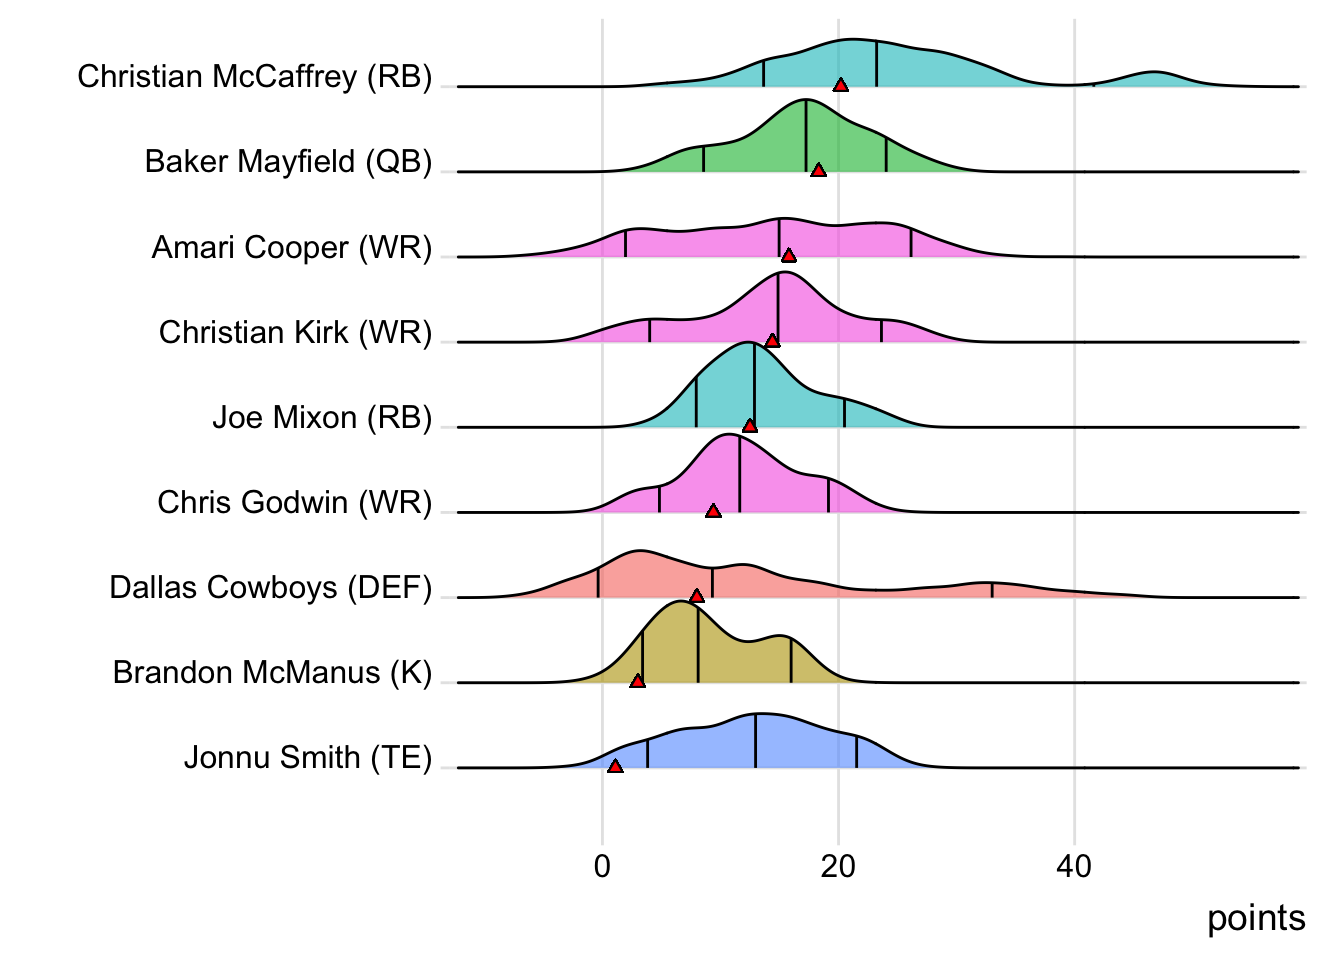 Christian McCaffrey (RB)
Baker Mayfield (QB)
Amari Cooper (WR)
Christian Kirk (WR)
Joe Mixon (RB)
Chris Godwin (WR)
Dallas Cowboys (DEF)
Brandon McManus (K)
Jonnu Smith (TE)
0 20 40
points